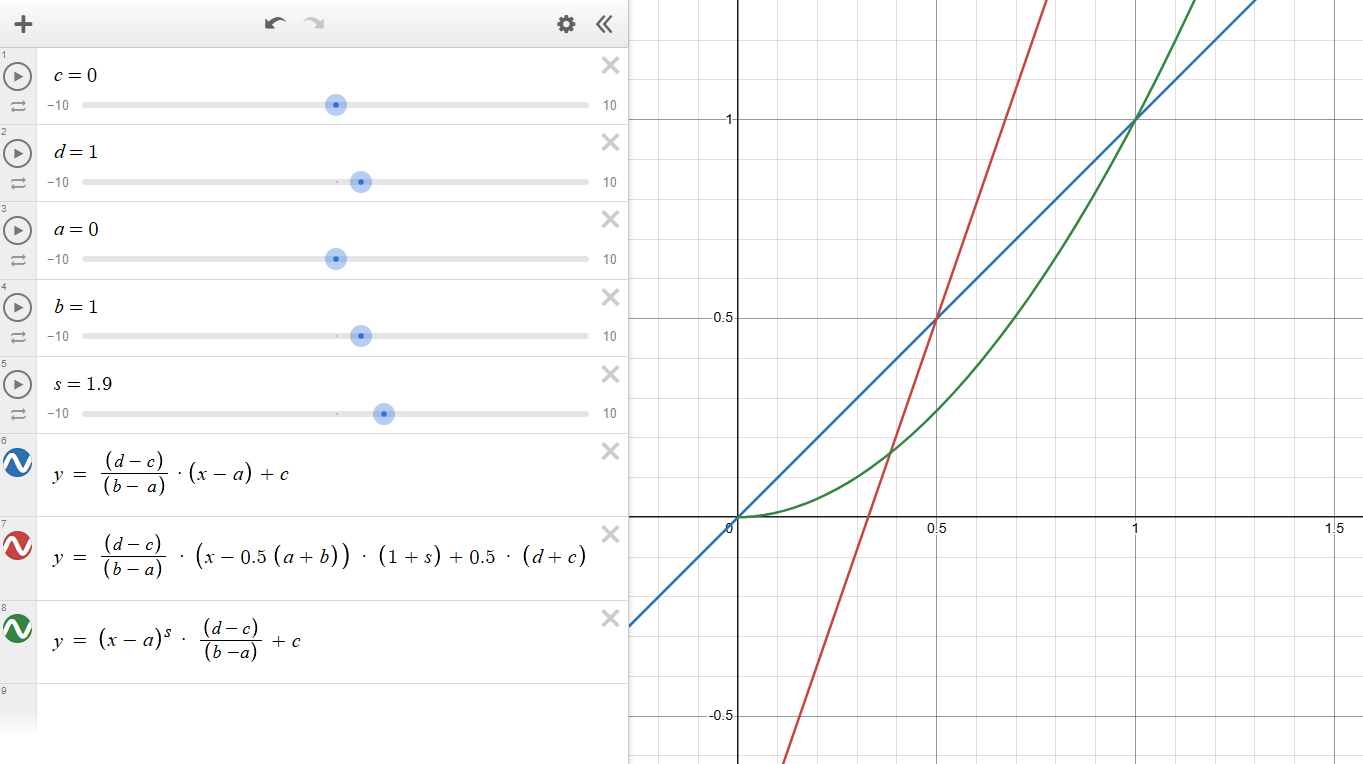 1
c = 0
−10 10
2
d = 1
−10 10
3
a = 0
−10 10
4
b = 1
−10 10
5
s = 1.9
−10 10
6
y = (d − c)/(b − a) · (x − a) + c
7
y = (d − c)/(b − a) · (x − 0.5 (a + b)) · (1 + s) + 0.5 · (d + c)
8
y = (x − a)^s · (d − c)/(b − a) + c
9
1
0.5
0 0.5 1 1.5
-0.5